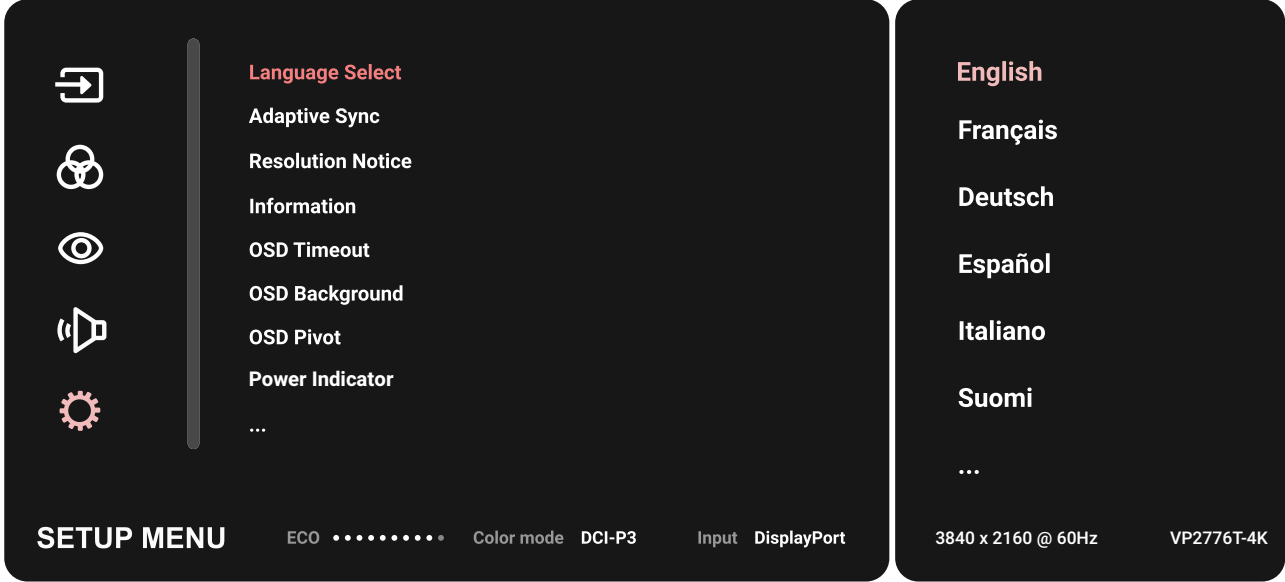 Language Select
Adaptive Sync
Resolution Notice
Information
OSD Timeout
OSD Background
OSD Pivot
Power Indicator
...
English
Français
Deutsch
Español
Italiano
Suomi
...
SETUP MENU ECO Color mode DCI-P3 Input DisplayPort 3840 x 2160 @ 60Hz VP2776T-4K